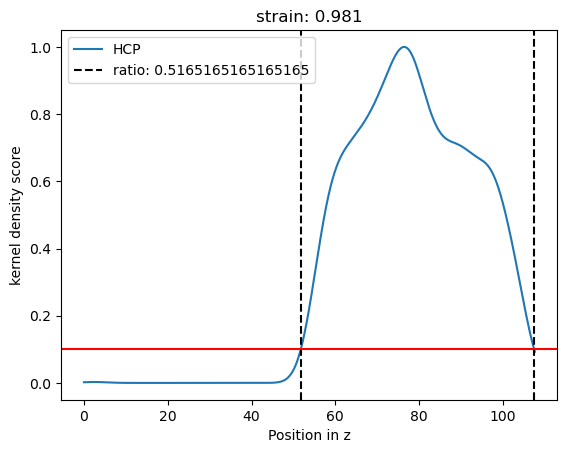 strain: 0.981
HCP
ratio: 0.5165165165165165
kernel density score
1.0
0.8
0.6
0.4
0.2
0.0
0 20 40 60 80 100
Position in z